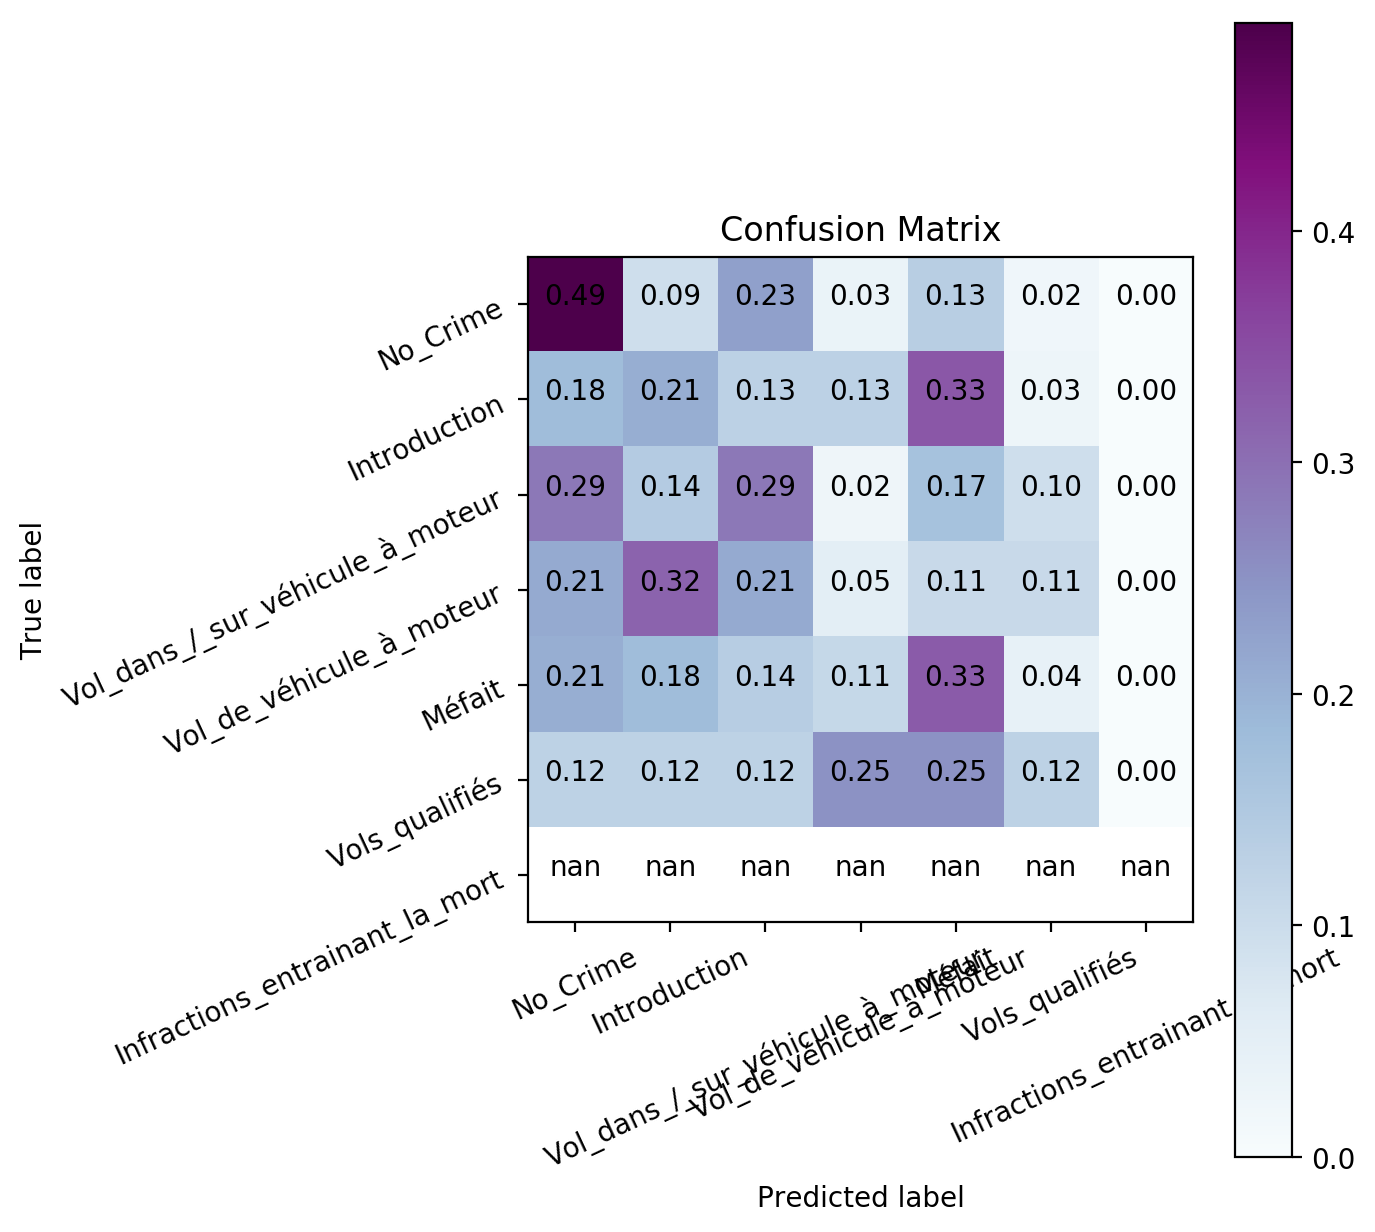 Confusion Matrix
True label
No_Crime
0.49 0.09 0.23 0.03 0.13 0.02 0.00
Introduction
0.18 0.21 0.13 0.13 0.33 0.03 0.00
Vol_dans_/_sur_véhicule_à_moteur
0.29 0.14 0.29 0.02 0.17 0.10 0.00
Vol_de_véhicule_à_moteur
0.21 0.32 0.21 0.05 0.11 0.11 0.00
Méfait
0.21 0.18 0.14 0.11 0.33 0.04 0.00
Vols_qualifiés
0.12 0.12 0.12 0.25 0.25 0.12 0.00
Infractions_entrainant_la_mort
nan nan nan nan nan nan nan
No_Crime
Introduction
Vol_dans_/_sur_véhicule_à_moteur
Vol_de_véhicule_à_moteur
Méfait
Vols_qualifiés
Infractions_entrainant mort
Predicted label
0.4
0.3
0.2
0.1
0.0